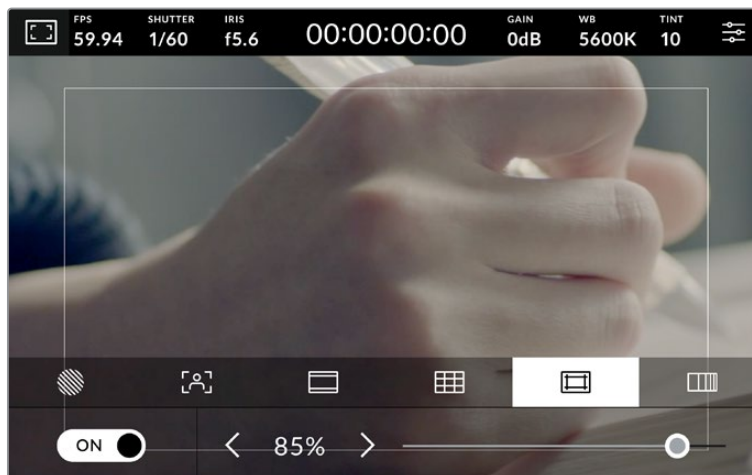 FPS SHUTTER IRIS GAIN WB TINT
59.94 1/60 f5.6 00:00:00:00 0dB 5600K 10
ON 85%